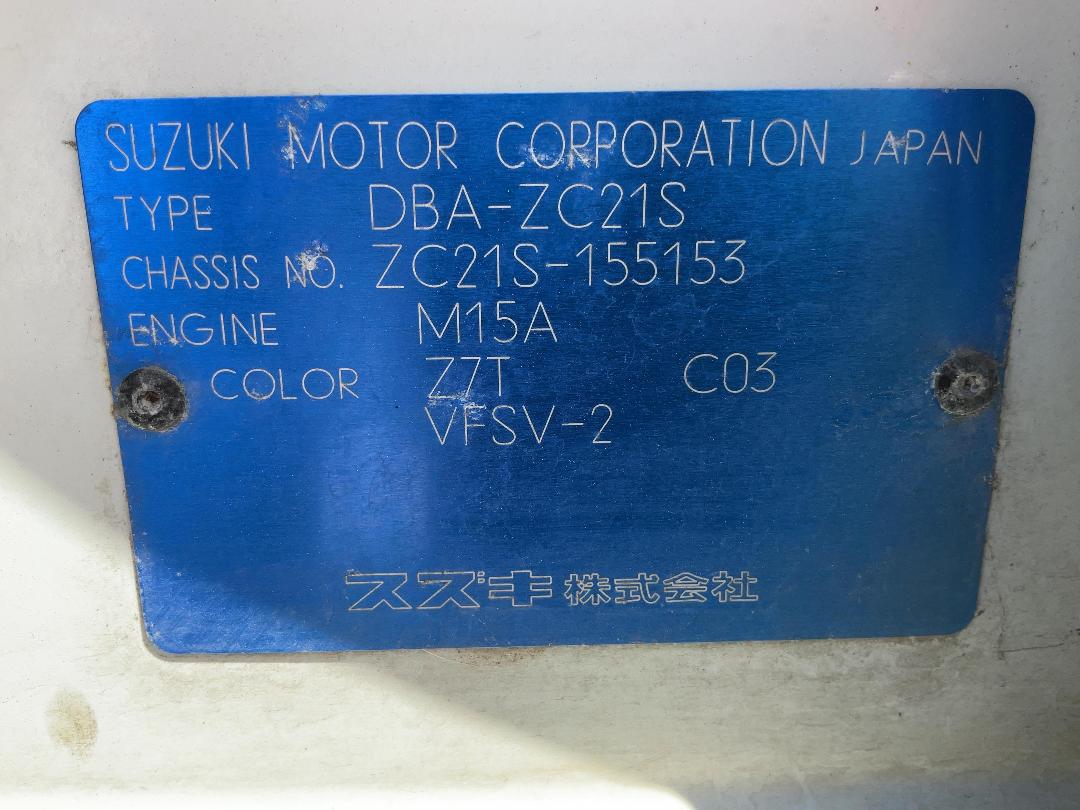 SUZUKI MOTOR CORPORATION JAPAN
TYPE DBA-ZC21S
CHASSIS NO. ZC21S-155153
ENGINE M15A
COLOR Z7T C03
VFSV-2
スズキ株式会社